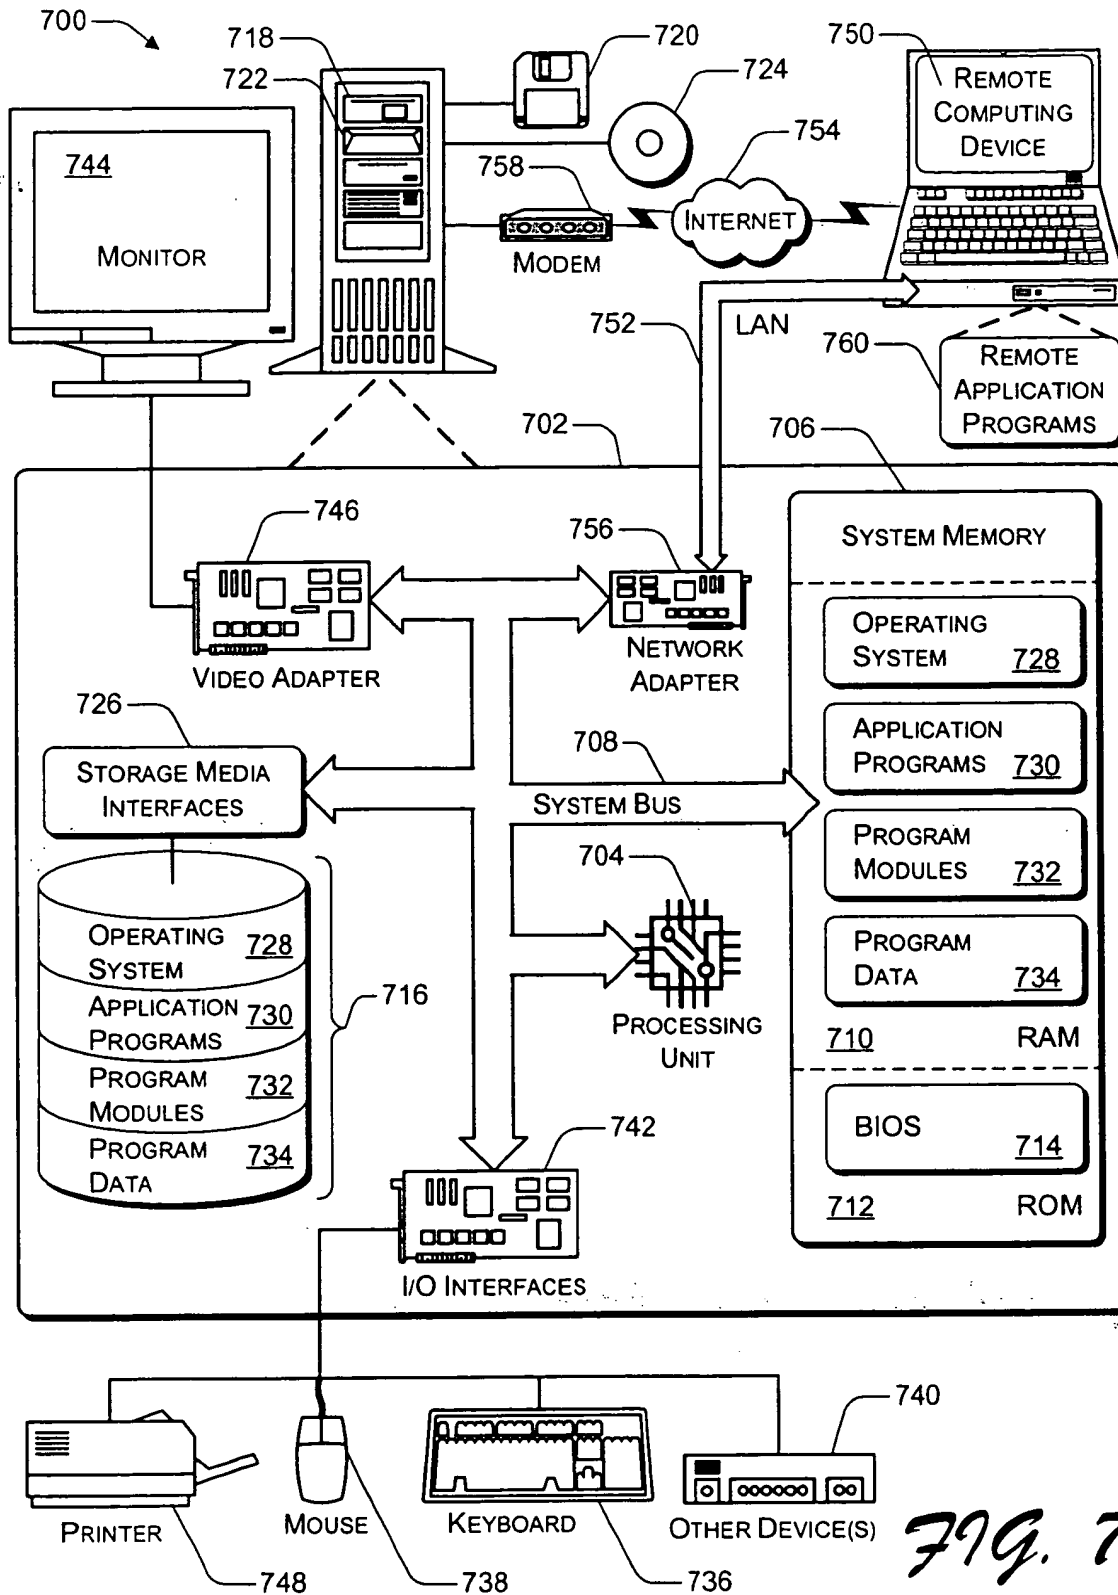 700
718
722
720
724
750
REMOTE
COMPUTING
DEVICE
744
MONITOR
758
MODEM
754
INTERNET
752
LAN
760
REMOTE
APPLICATION
PROGRAMS
702
706
746
VIDEO ADAPTER
756
NETWORK
ADAPTER
SYSTEM MEMORY
OPERATING
SYSTEM 728
APPLICATION
PROGRAMS 730
PROGRAM
MODULES 732
PROGRAM
DATA 734
710 RAM
BIOS 714
712 ROM
726
STORAGE MEDIA
INTERFACES
708
SYSTEM BUS
704
PROCESSING
UNIT
OPERATING
SYSTEM 728
APPLICATION
PROGRAMS 730
PROGRAM
MODULES 732
PROGRAM
DATA 734
716
742
I/O INTERFACES
PRINTER
748
MOUSE
738
KEYBOARD
736
740
OTHER DEVICE(S)
FIG. 7